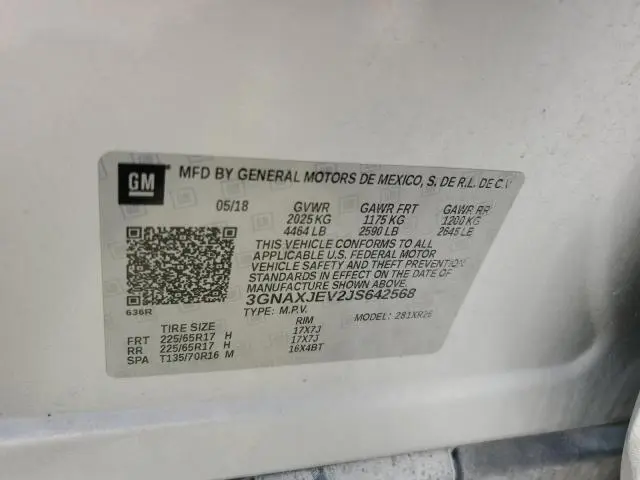 GM
MFD BY GENERAL MOTORS DE MEXICO, S. DE R.L. DE C.V
05/18 GVWR GAWR FRT GAWR RR
2025 KG 1175 KG 1200 KG
4464 LB 2590 LB 2645 LB
THIS VEHICLE CONFORMS TO ALL
APPLICABLE U.S. FEDERAL MOTOR
VEHICLE SAFETY AND THEFT PREVENTION
STANDARDS IN EFFECT ON THE DATE OF
MANUFACTURE SHOWN ABOVE.
3GNAXJEV2JS642568
636R
TYPE: M.P.V. MODEL: 281XR26
TIRE SIZE RIM
FRT 225/65R17 H 17X7J
RR 225/65R17 H 17X7J
SPA T135/70R16 M 16X4BT